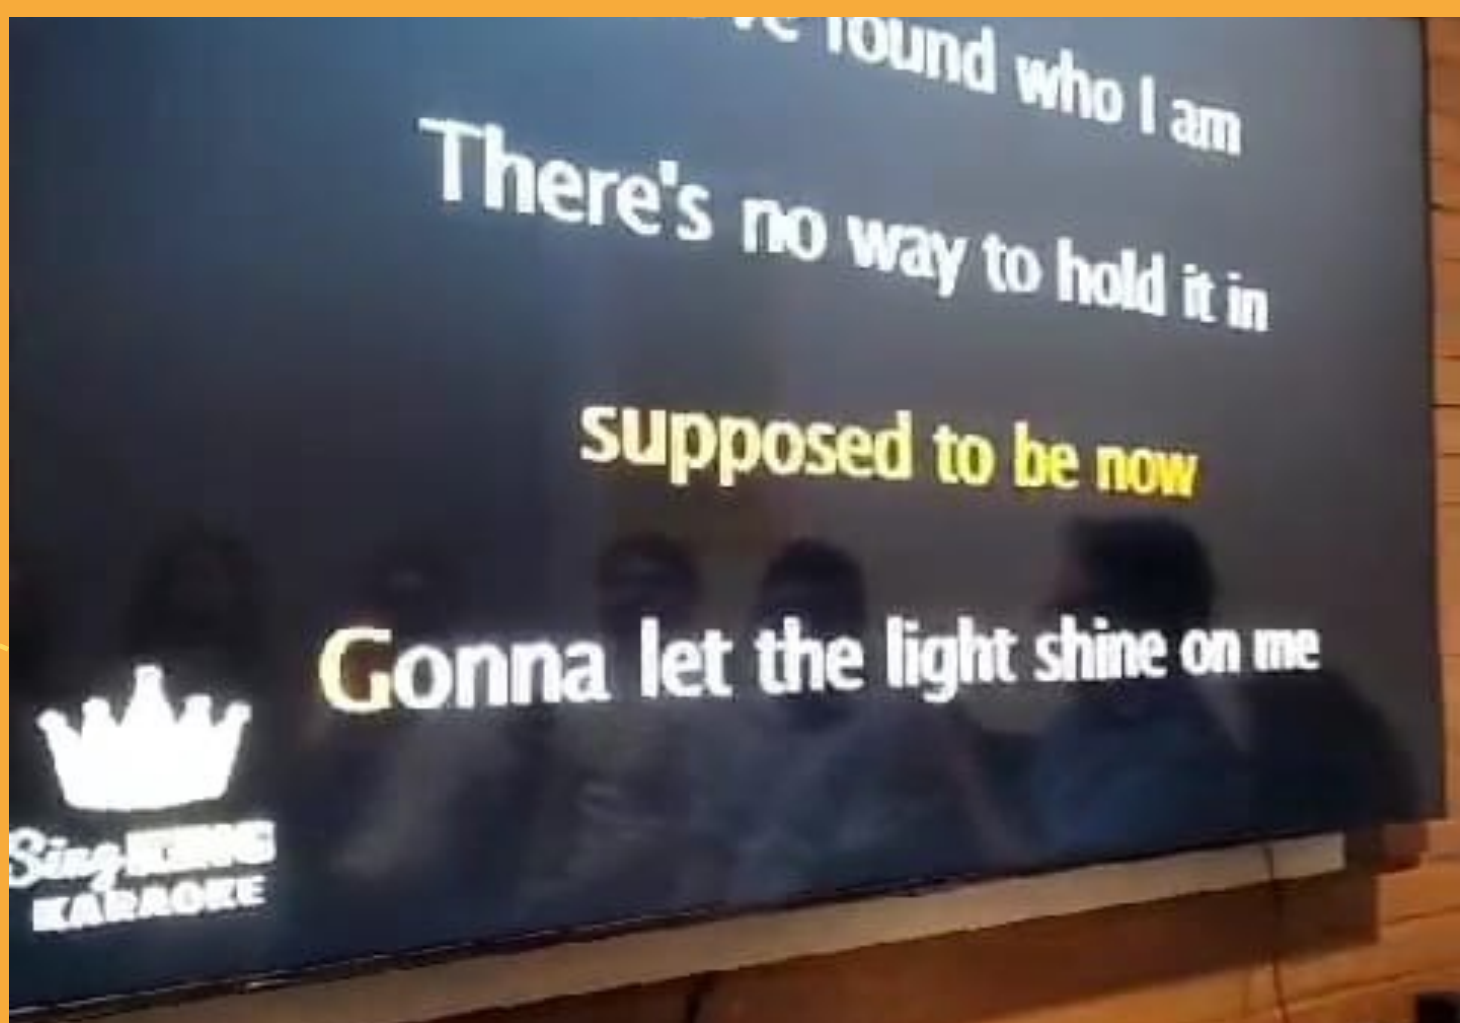 found who I am
There's no way to hold it in
supposed to be now
Gonna let the light shine on me
Sing KING
KARAOKE